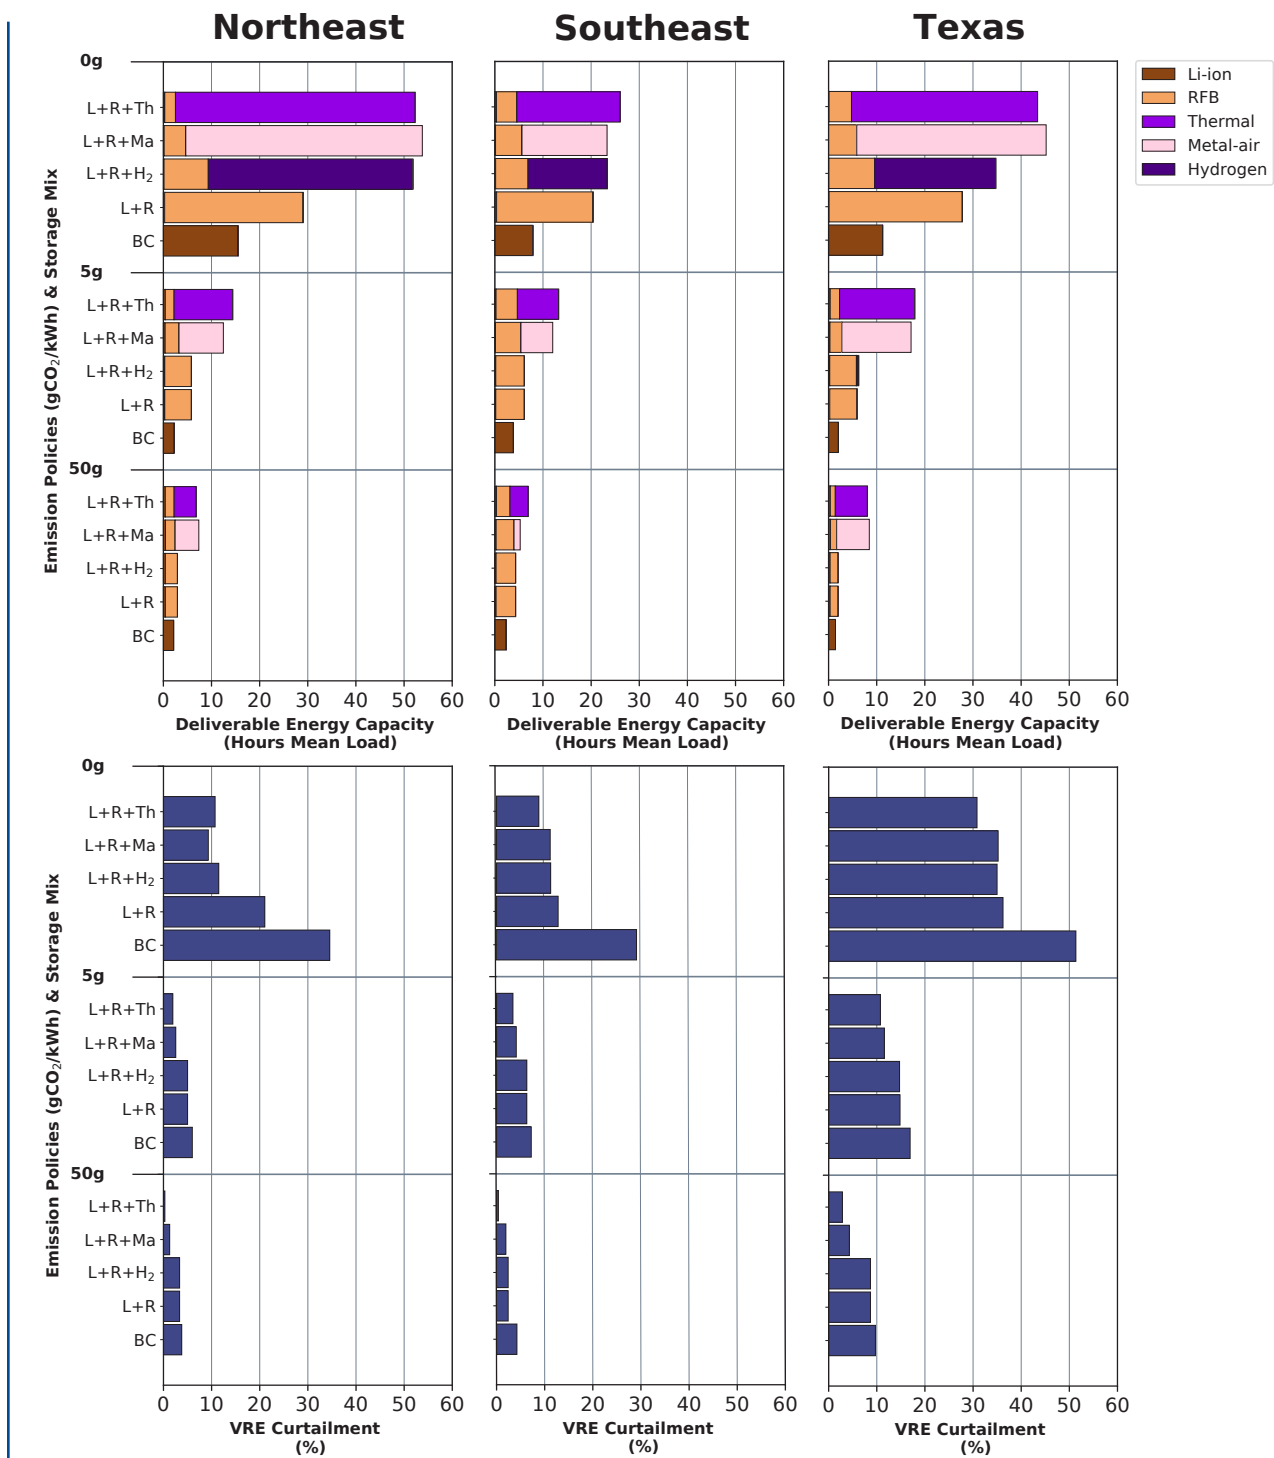 Northeast
Southeast
Texas
Li-ion
RFB
Thermal
Metal-air
Hydrogen
Emission Policies (gCO₂/kWh) & Storage Mix
0g
L+R+Th
L+R+Ma
L+R+H₂
L+R
BC
5g
L+R+Th
L+R+Ma
L+R+H₂
L+R
BC
50g
L+R+Th
L+R+Ma
L+R+H₂
L+R
BC
0 10 20 30 40 50 60
Deliverable Energy Capacity
(Hours Mean Load)
0 10 20 30 40 50 60
Deliverable Energy Capacity
(Hours Mean Load)
0 10 20 30 40 50 60
Deliverable Energy Capacity
(Hours Mean Load)
Emission Policies (gCO₂/kWh) & Storage Mix
0g
L+R+Th
L+R+Ma
L+R+H₂
L+R
BC
5g
L+R+Th
L+R+Ma
L+R+H₂
L+R
BC
50g
L+R+Th
L+R+Ma
L+R+H₂
L+R
BC
0 10 20 30 40 50 60
VRE Curtailment
(%)
0 10 20 30 40 50 60
VRE Curtailment
(%)
0 10 20 30 40 50 60
VRE Curtailment
(%)